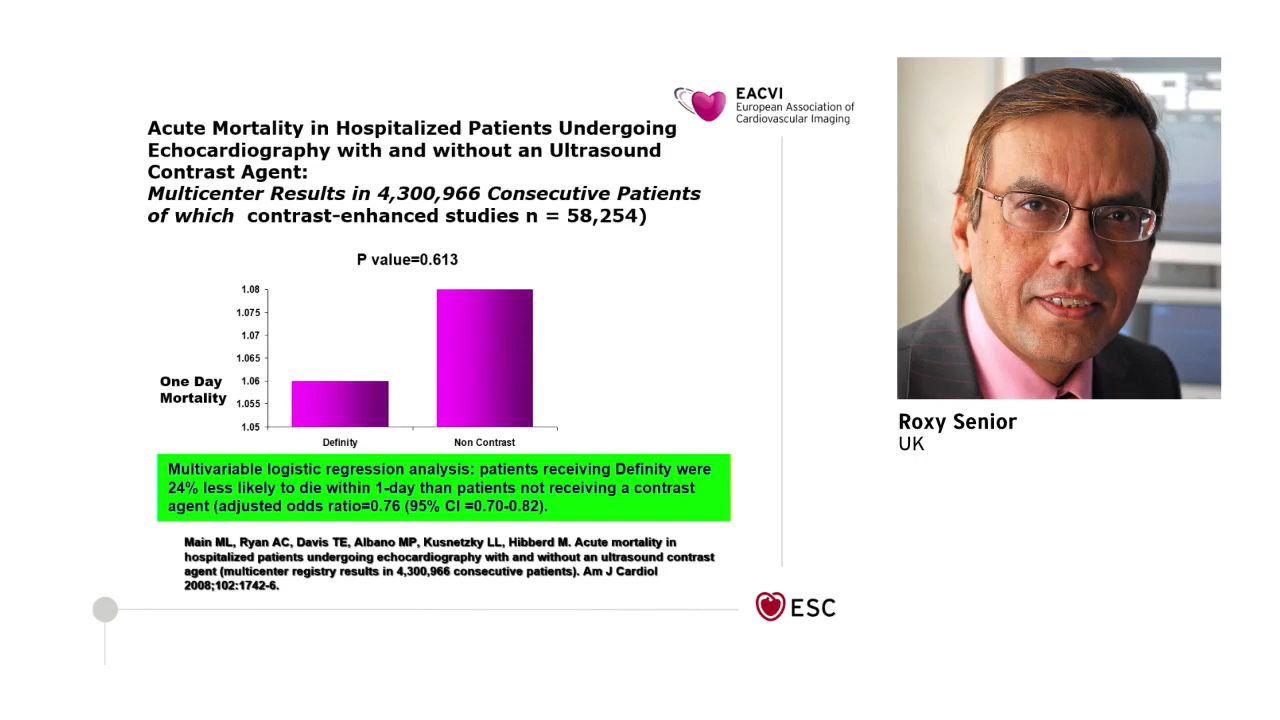 EACVI
European Association of
Cardiovascular Imaging
Acute Mortality in Hospitalized Patients Undergoing
Echocardiography with and without an Ultrasound
Contrast Agent:
Multicenter Results in 4,300,966 Consecutive Patients
of which contrast-enhanced studies n = 58,254)
P value=0.613
1.08
1.075
1.07
1.065
1.06
1.055
1.05
One Day
Mortality
Definity
Non Contrast
Multivariable logistic regression analysis: patients receiving Definity were
24% less likely to die within 1-day than patients not receiving a contrast
agent (adjusted odds ratio=0.76 (95% CI =0.70-0.82).
Main ML, Ryan AC, Davis TE, Albano MP, Kusnetzky LL, Hibberd M. Acute mortality in
hospitalized patients undergoing echocardiography with and without an ultrasound contrast
agent (multicenter registry results in 4,300,966 consecutive patients). Am J Cardiol
2008;102:1742-6.
ESC
Roxy Senior
UK